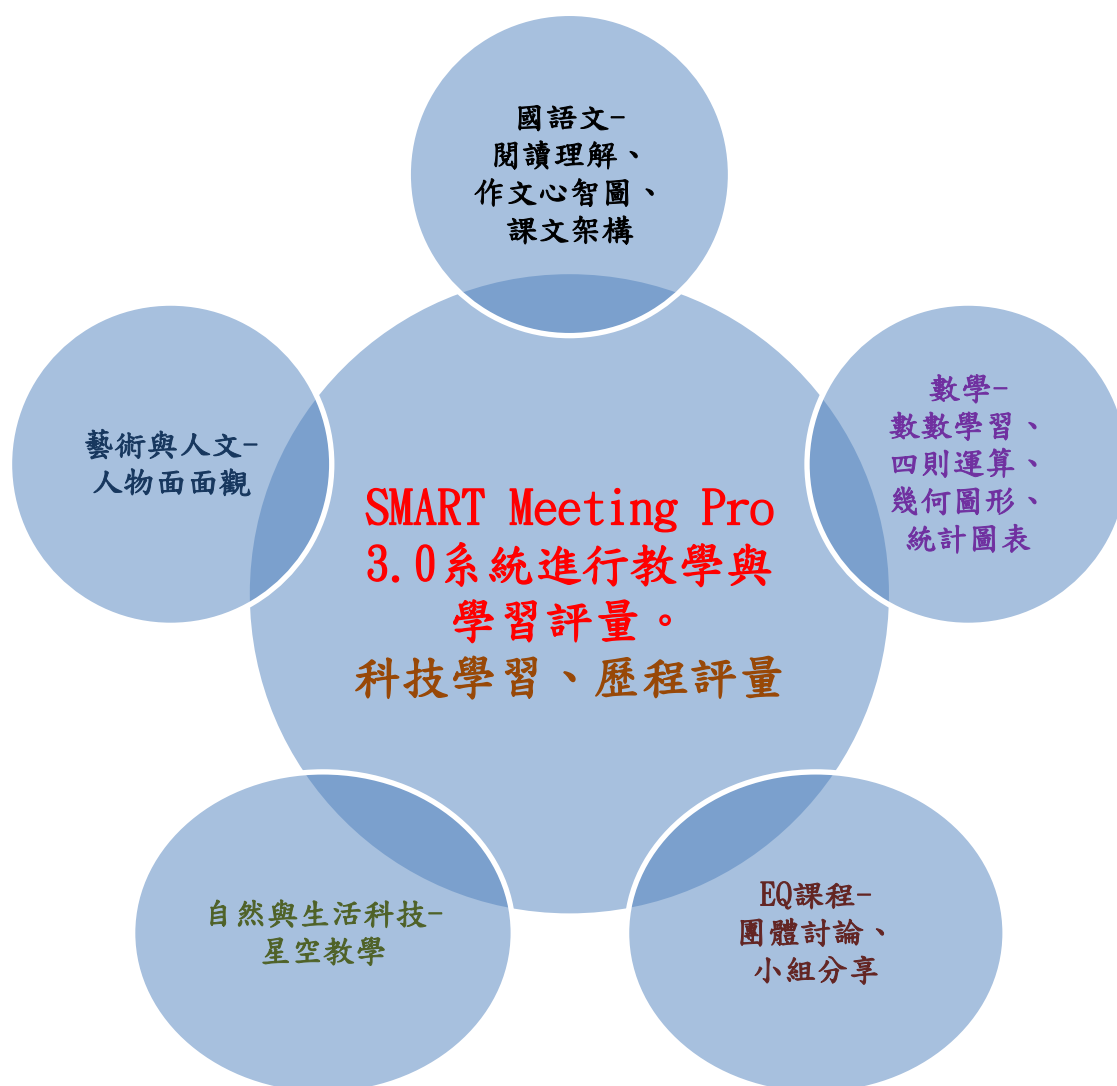 國語文-
閱讀理解、
作文心智圖、
課文架構
數學-
數數學習、
四則運算、
幾何圖形、
統計圖表
藝術與人文-
人物面面觀
SMART Meeting Pro
3.0系統進行教學與
學習評量。
科技學習、歷程評量
自然與生活科技-
星空教學
EQ課程-
團體討論、
小組分享